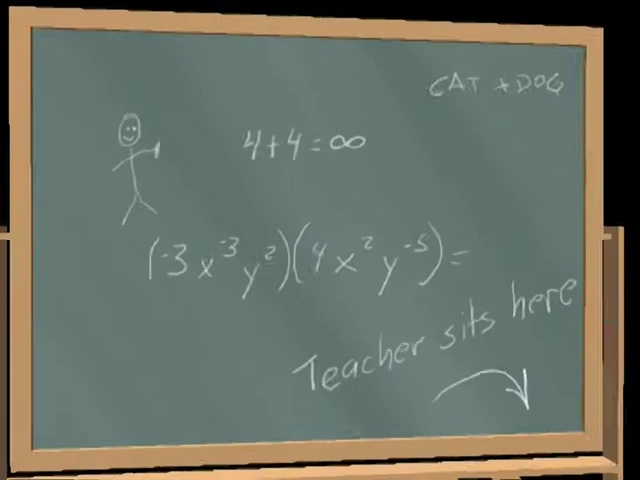 CAT + DOG
4+4=∞
(-3x⁻³y²)(4x²y⁻⁵)=
Teacher sits here